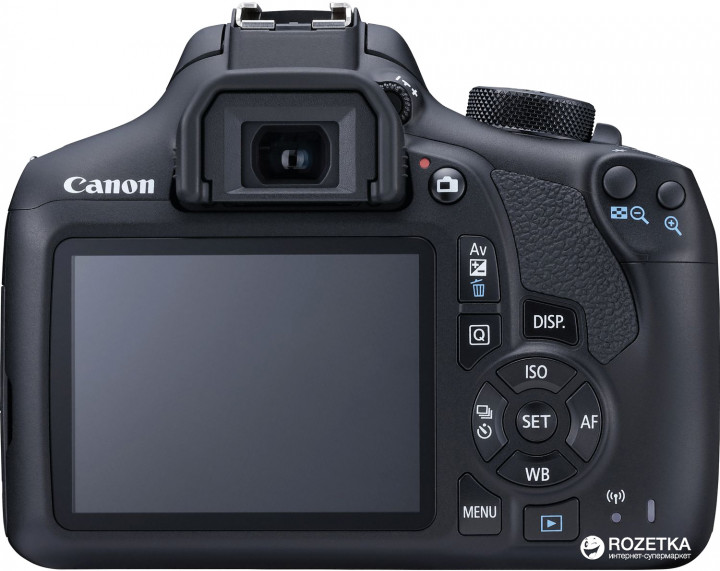 Canon
Av
Q
DISP.
ISO
SET
AF
WB
MENU
ROZETKA
интернет-супермаркет